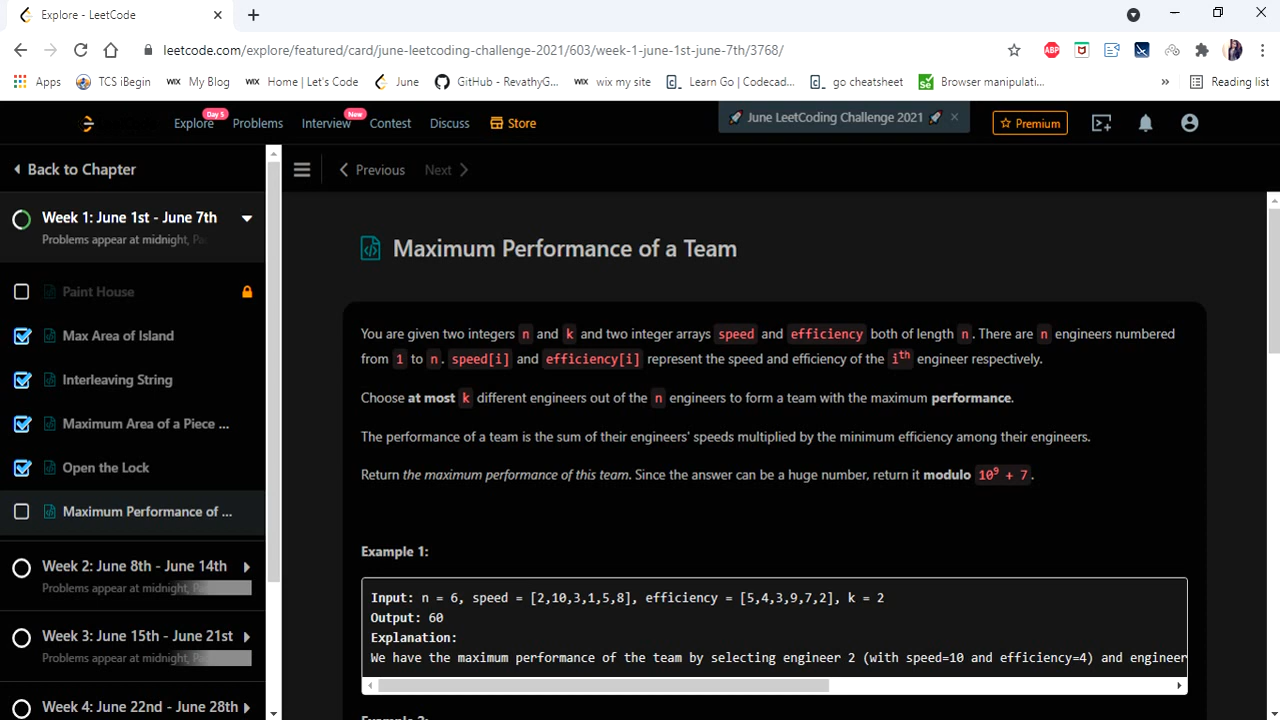 Explore - LeetCode
leetcode.com/explore/featured/card/june-leetcoding-challenge-2021/603/week-1-june-1st-june-7th/3768/
ABP
Apps TCS iBegin WIX My Blog WIX Home | Let's Code June GitHub - RevathyG... WIX wix my site Learn Go | Codecad... go cheatsheet Se Browser manipulati... » Reading list
Day 5 New
Explore Problems Interview Contest Discuss Store June LeetCoding Challenge 2021 Premium
Back to Chapter
Previous Next
Week 1: June 1st - June 7th
Problems appear at midnight,
Paint House
Max Area of Island
Interleaving String
Maximum Area of a Piece ...
Open the Lock
Maximum Performance of ...
Week 2: June 8th - June 14th
Problems appear at midnight,
Week 3: June 15th - June 21st
Problems appear at midnight,
Week 4: June 22nd - June 28th
Maximum Performance of a Team
You are given two integers n and k and two integer arrays speed and efficiency both of length n. There are n engineers numbered
from 1 to n. speed[i] and efficiency[i] represent the speed and efficiency of the ith engineer respectively.
Choose at most k different engineers out of the n engineers to form a team with the maximum performance.
The performance of a team is the sum of their engineers' speeds multiplied by the minimum efficiency among their engineers.
Return the maximum performance of this team. Since the answer can be a huge number, return it modulo 10⁹ + 7.
Example 1:
Input: n = 6, speed = [2,10,3,1,5,8], efficiency = [5,4,3,9,7,2], k = 2
Output: 60
Explanation:
We have the maximum performance of the team by selecting engineer 2 (with speed=10 and efficiency=4) and engineer